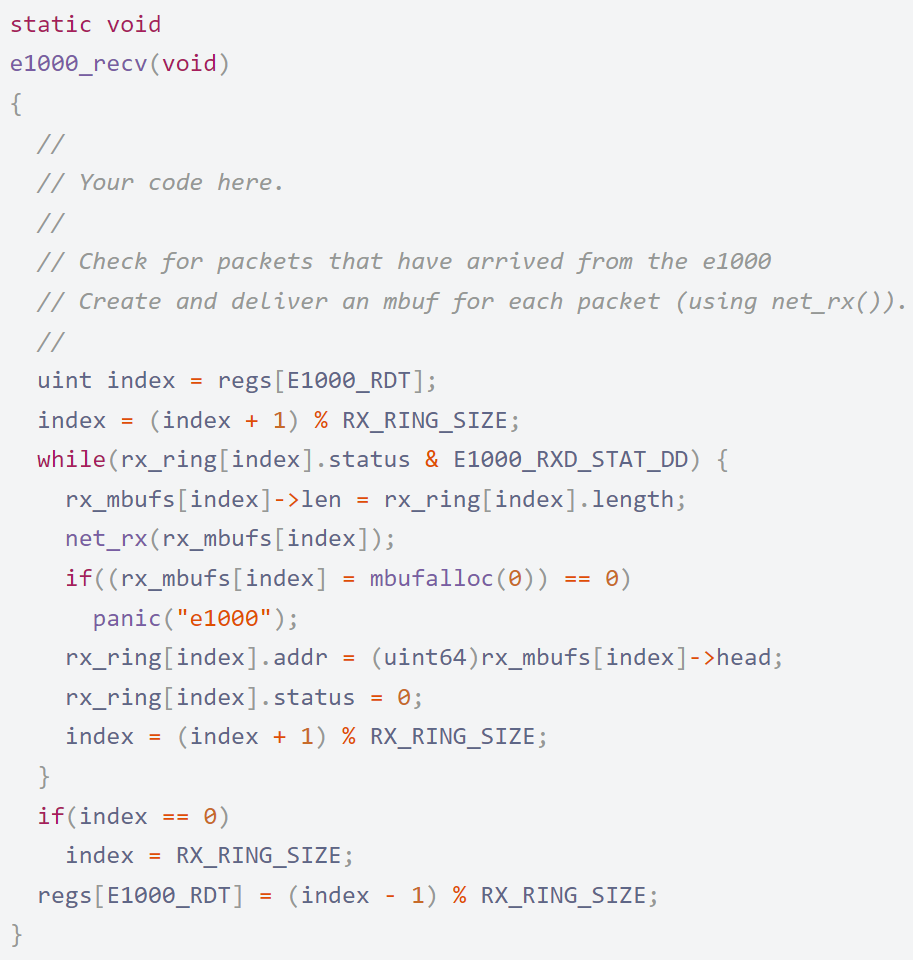 static void
e1000_recv(void)
{
  //
  // Your code here.
  //
  // Check for packets that have arrived from the e1000
  // Create and deliver an mbuf for each packet (using net_rx()).
  //
  uint index = regs[E1000_RDT];
  index = (index + 1) % RX_RING_SIZE;
  while(rx_ring[index].status & E1000_RXD_STAT_DD) {
    rx_mbufs[index]->len = rx_ring[index].length;
    net_rx(rx_mbufs[index]);
    if((rx_mbufs[index] = mbufalloc(0)) == 0)
      panic("e1000");
    rx_ring[index].addr = (uint64)rx_mbufs[index]->head;
    rx_ring[index].status = 0;
    index = (index + 1) % RX_RING_SIZE;
  }
  if(index == 0)
    index = RX_RING_SIZE;
  regs[E1000_RDT] = (index - 1) % RX_RING_SIZE;
}